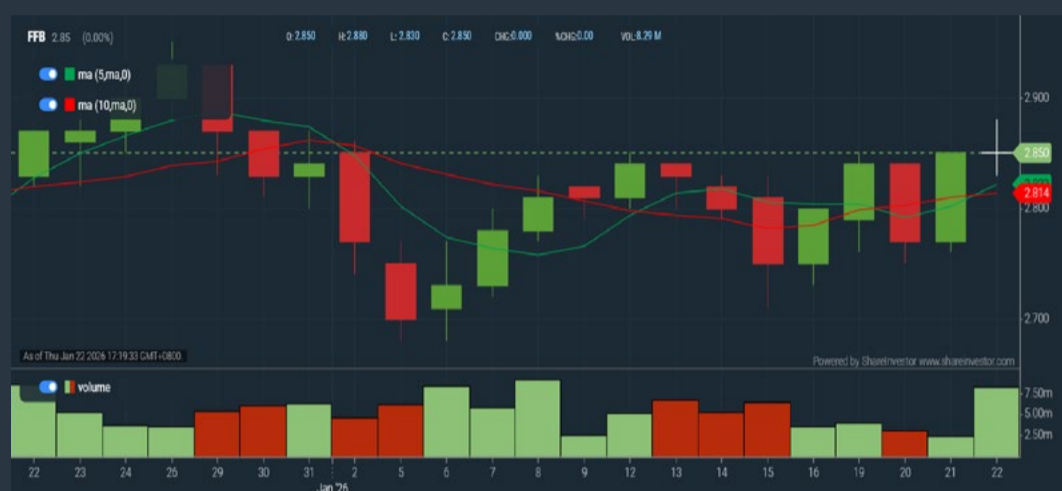 FFB 2.85 (0.00%) O: 2.850 H: 2.880 L: 2.830 C: 2.850 CHG:0.000 %CHG:0.00 VOL:8.29 M
ma (5,ma,0)
ma (10,ma,0)
2.900
2.850
2.814
2.800
2.700
As of Thu Jan 22 2026 17:19:33 GMT+0800
Powered by ShareInvestor www.shareinvestor.com
volume
7.50m
5.00m
2.50m
22 23 24 26 29 30 31 2 5 6 7 8 9 12 13 14 15 16 19 20 21 22
Jan '26